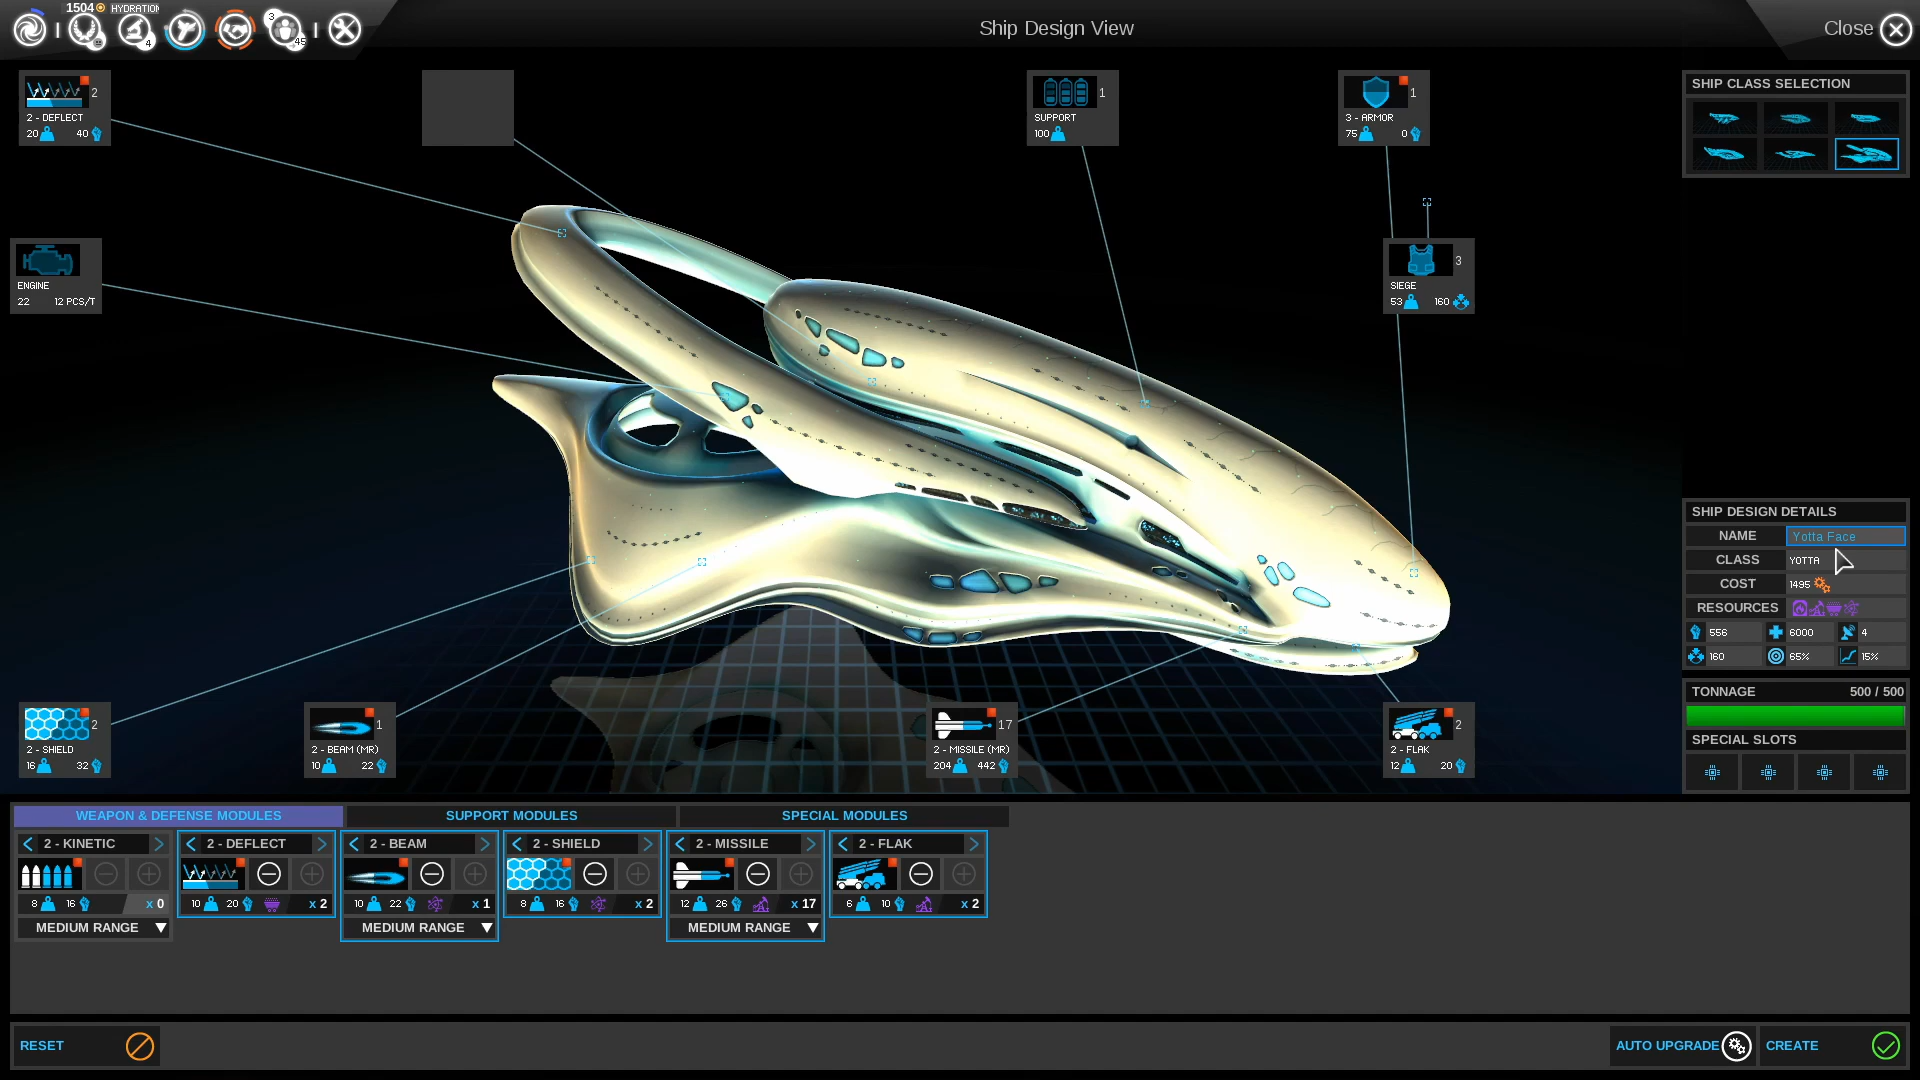 1504 HYDRATION
4
3
45
Ship Design View
Close
2
2 - DEFLECT
20 40
1
SUPPORT
100
1
3 - ARMOR
75 0
SHIP CLASS SELECTION
ENGINE
22 12 PCS/T
3
SIEGE
53 160
SHIP DESIGN DETAILS
NAME Yotta Face
CLASS YOTTA
COST 1495
RESOURCES
556 6000 4
160 65% 15%
TONNAGE 500 / 500
SPECIAL SLOTS
2
2 - SHIELD
16 32
1
2 - BEAM (MR)
10 22
17
2 - MISSILE (MR)
204 442
2
2 - FLAK
12 20
WEAPON & DEFENSE MODULES SUPPORT MODULES SPECIAL MODULES
2 - KINETIC 2 - DEFLECT 2 - BEAM 2 - SHIELD 2 - MISSILE 2 - FLAK
8 16 x 0 10 20 x 2 10 22 x 1 8 16 x 2 12 26 x 17 6 10 x 2
MEDIUM RANGE MEDIUM RANGE MEDIUM RANGE
RESET AUTO UPGRADE CREATE